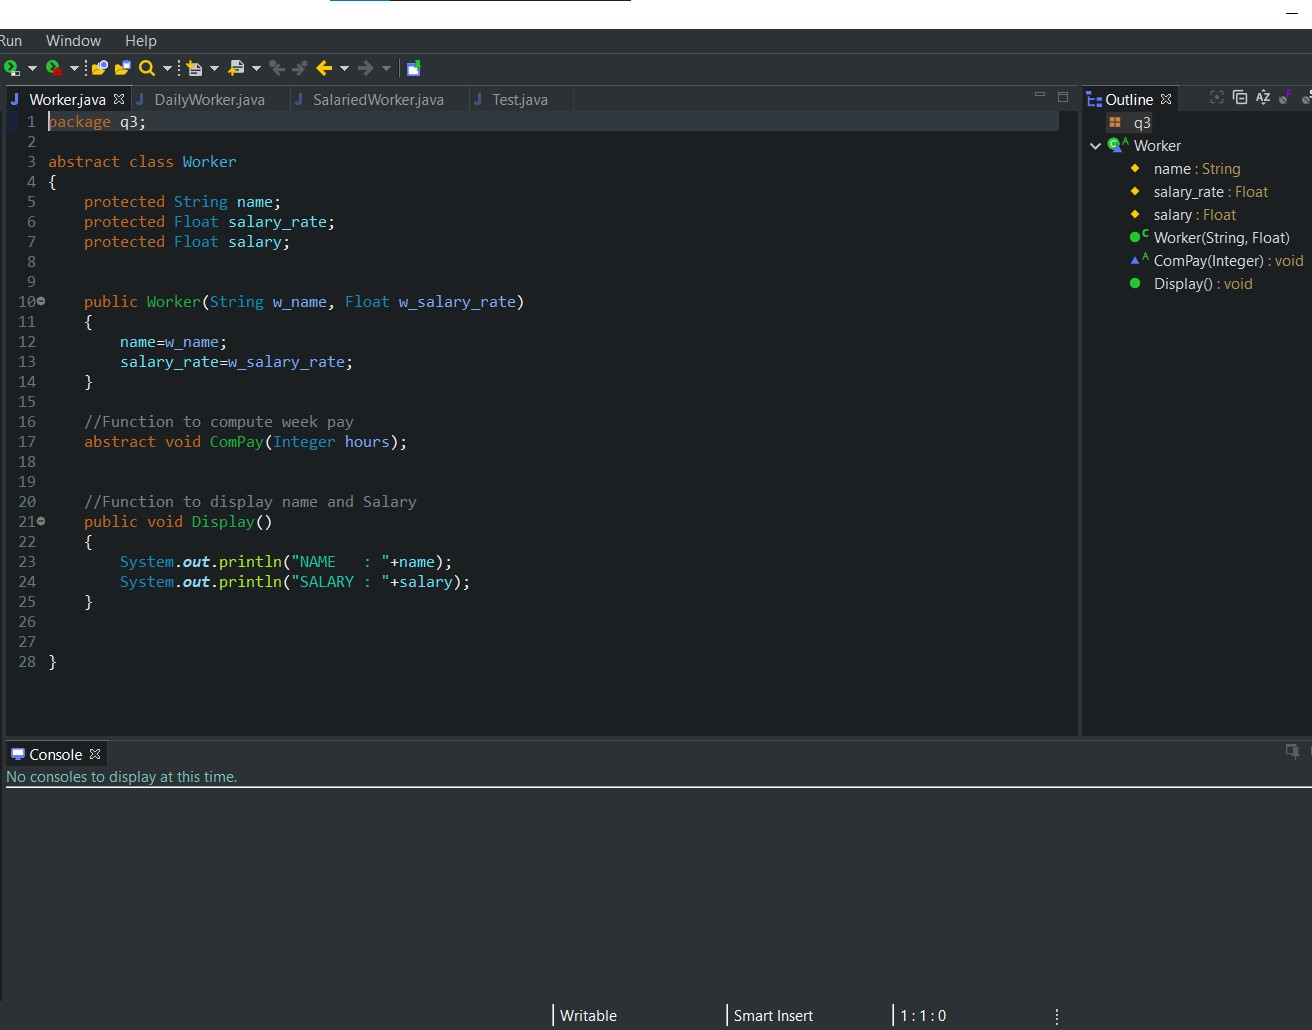 Run Window Help
Worker.java DailyWorker.java SalariedWorker.java Test.java
1 package q3;
2
3 abstract class Worker
4 {
5 protected String name;
6 protected Float salary_rate;
7 protected Float salary;
8
9
10 public Worker(String w_name, Float w_salary_rate)
11 {
12 name=w_name;
13 salary_rate=w_salary_rate;
14 }
15
16 //Function to compute week pay
17 abstract void ComPay(Integer hours);
18
19
20 //Function to display name and Salary
21 public void Display()
22 {
23 System.out.println("NAME   : "+name);
24 System.out.println("SALARY : "+salary);
25 }
26
27
28 }
Outline
q3
Worker
name : String
salary_rate : Float
salary : Float
Worker(String, Float)
ComPay(Integer) : void
Display() : void
Console
No consoles to display at this time.
Writable Smart Insert 1 : 1 : 0